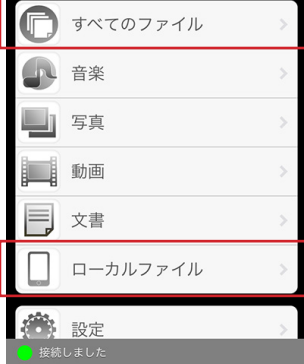 すべてのファイル
音楽
写真
動画
文書
ローカルファイル
設定
接続しました